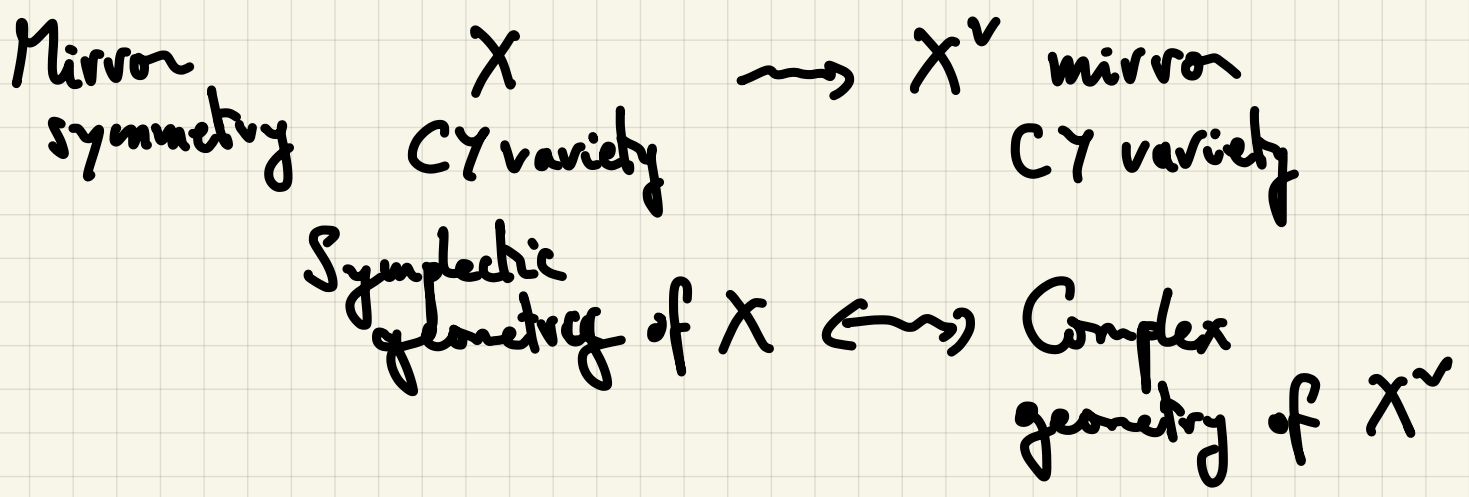 Mirror X ⇝ X^∨ mirror
symmetry CY variety CY variety
Symplectic
geometry of X ↭ Complex
geometry of X^∨